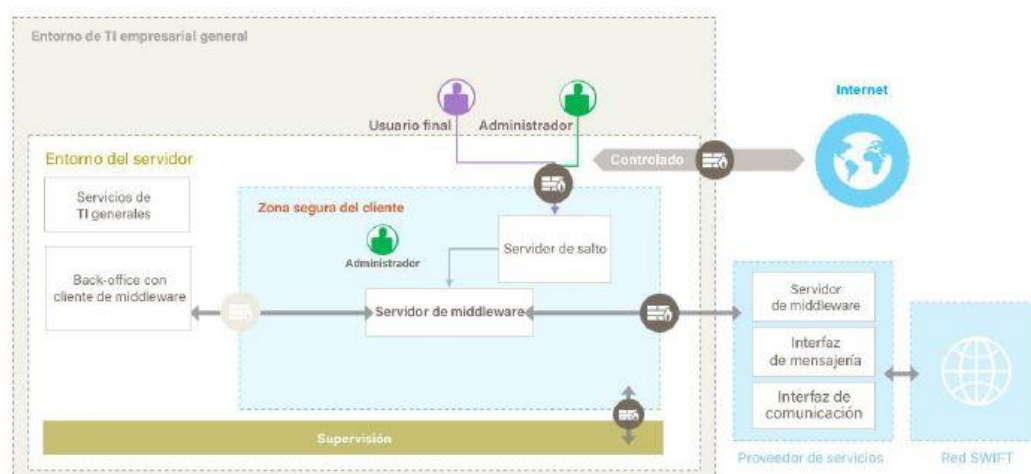 Entorno de TI empresarial general
Internet
Usuario final
Administrador
Controlado
Entorno del servidor
Servicios de
TI generales
Zona segura del cliente
Administrador
Servidor de salto
Back-office con
cliente de middleware
Servidor de middleware
Servidor
de middleware
Interfaz
de mensajería
Interfaz de
comunicación
Supervisión
Proveedor de servicios
Red SWIFT